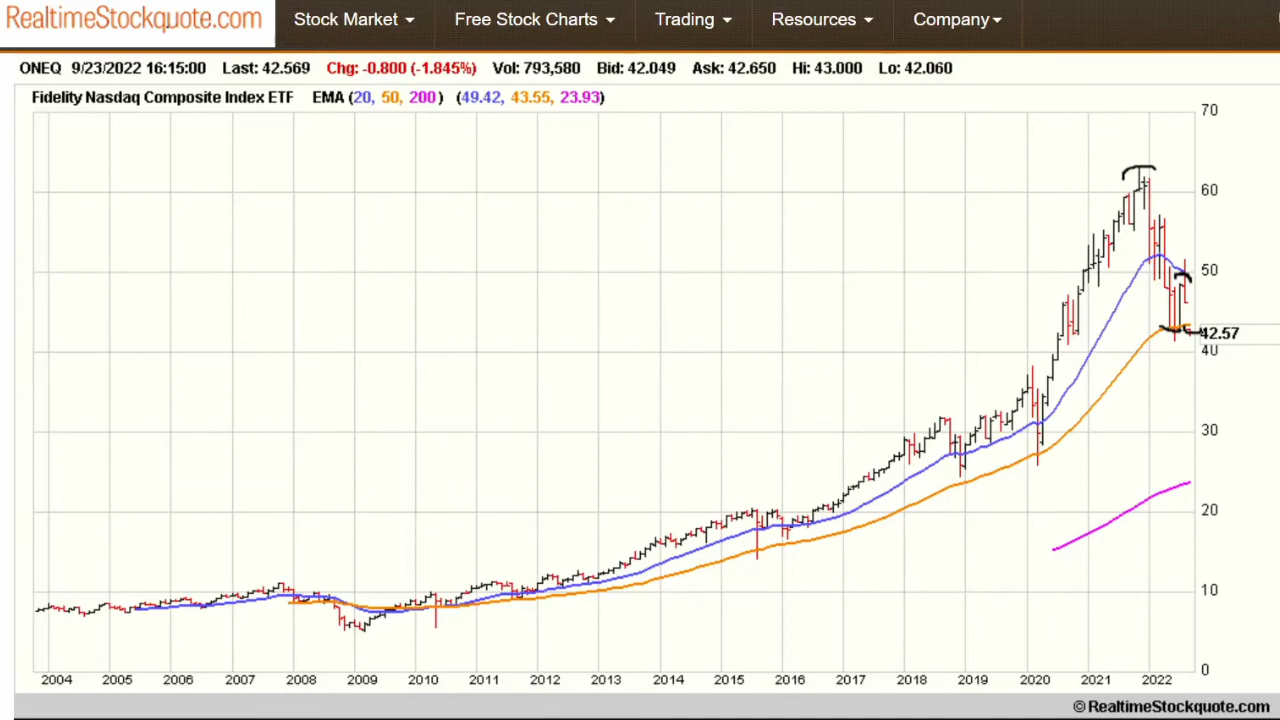 RealtimeStockquote.com Stock Market Free Stock Charts Trading Resources Company
ONEQ 9/23/2022 16:15:00 Last: 42.569 Chg: -0.800 (-1.845%) Vol: 793,580 Bid: 42.049 Ask: 42.650 Hi: 43.000 Lo: 42.060
Fidelity Nasdaq Composite Index ETF EMA (20, 50, 200) (49.42, 43.55, 23.93)
70
60
50
42.57
40
30
20
10
0
2004 2005 2006 2007 2008 2009 2010 2011 2012 2013 2014 2015 2016 2017 2018 2019 2020 2021 2022
© RealtimeStockquote.com